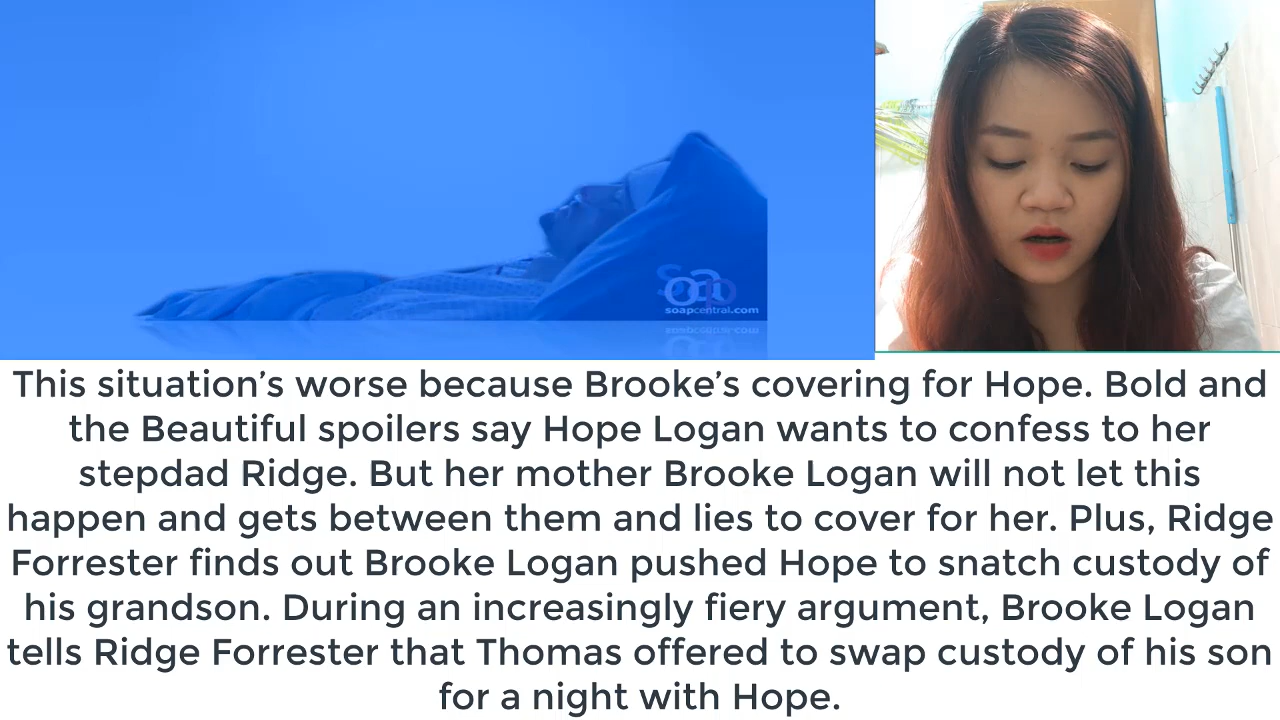 soap
soapcentral.com
This situation’s worse because Brooke’s covering for Hope. Bold and
the Beautiful spoilers say Hope Logan wants to confess to her
stepdad Ridge. But her mother Brooke Logan will not let this
happen and gets between them and lies to cover for her. Plus, Ridge
Forrester finds out Brooke Logan pushed Hope to snatch custody of
his grandson. During an increasingly fiery argument, Brooke Logan
tells Ridge Forrester that Thomas offered to swap custody of his son
for a night with Hope.